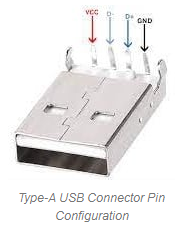 VCC D- D+ GND
Type-A USB Connector Pin
Configuration